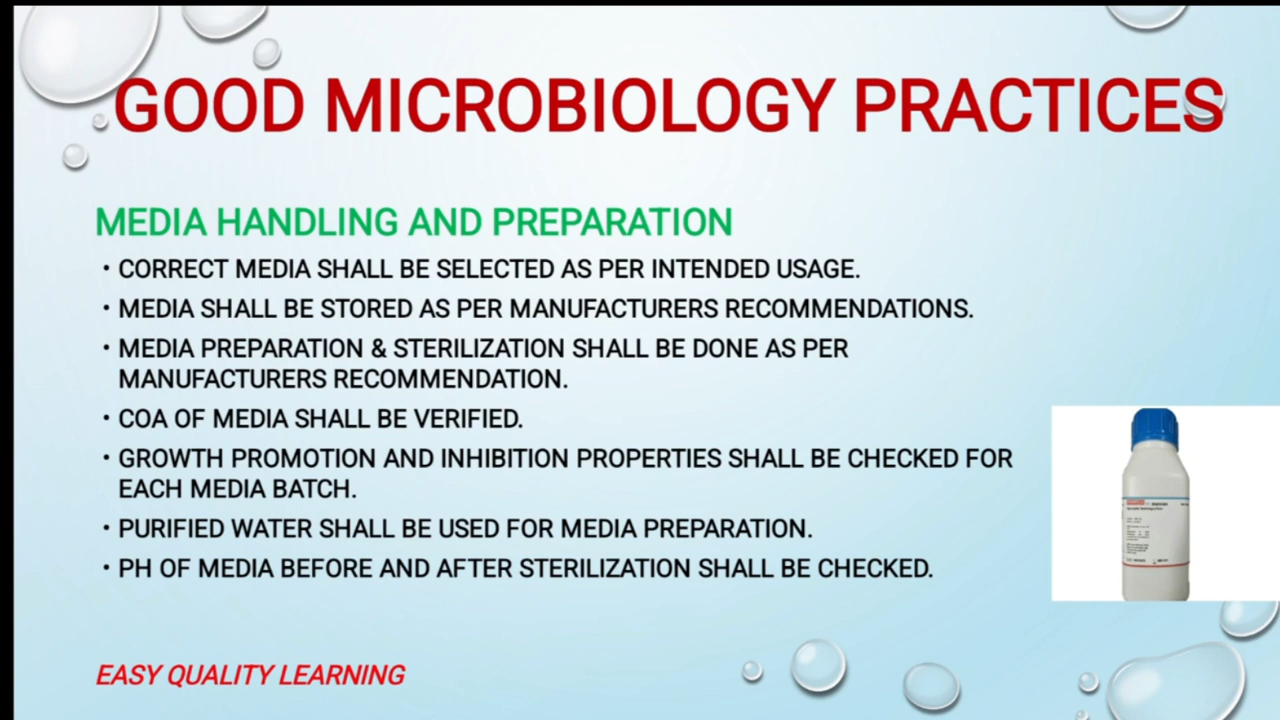 GOOD MICROBIOLOGY PRACTICES
MEDIA HANDLING AND PREPARATION
• CORRECT MEDIA SHALL BE SELECTED AS PER INTENDED USAGE.
• MEDIA SHALL BE STORED AS PER MANUFACTURERS RECOMMENDATIONS.
• MEDIA PREPARATION & STERILIZATION SHALL BE DONE AS PER
MANUFACTURERS RECOMMENDATION.
• COA OF MEDIA SHALL BE VERIFIED.
• GROWTH PROMOTION AND INHIBITION PROPERTIES SHALL BE CHECKED FOR
EACH MEDIA BATCH.
• PURIFIED WATER SHALL BE USED FOR MEDIA PREPARATION.
• PH OF MEDIA BEFORE AND AFTER STERILIZATION SHALL BE CHECKED.
EASY QUALITY LEARNING